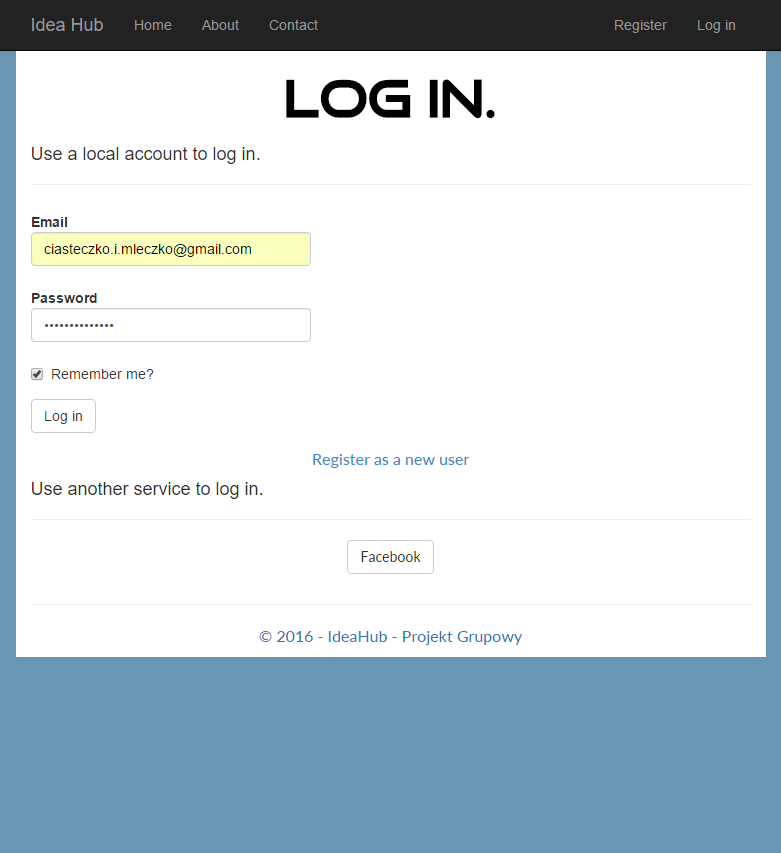 Idea Hub Home About Contact Register Log in
LOG IN.
Use a local account to log in.
Email
ciasteczko.i.mleczko@gmail.com
Password
••••••••••••••
Remember me?
Log in
Register as a new user
Use another service to log in.
Facebook
© 2016 - IdeaHub - Projekt Grupowy